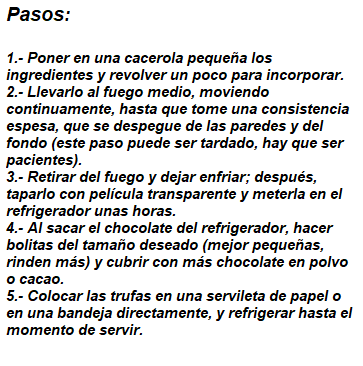 Pasos:
1.- Poner en una cacerola pequeña los
ingredientes y revolver un poco para incorporar.
2.- Llevarlo al fuego medio, moviendo
continuamente, hasta que tome una consistencia
espesa, que se despegue de las paredes y del
fondo (este paso puede ser tardado, hay que ser
pacientes).
3.- Retirar del fuego y dejar enfriar; después,
taparlo con película transparente y meterla en el
refrigerador unas horas.
4.- Al sacar el chocolate del refrigerador, hacer
bolitas del tamaño deseado (mejor pequeñas,
rinden más) y cubrir con más chocolate en polvo
o cacao.
5.- Colocar las trufas en una servileta de papel o
en una bandeja directamente, y refrigerar hasta el
momento de servir.